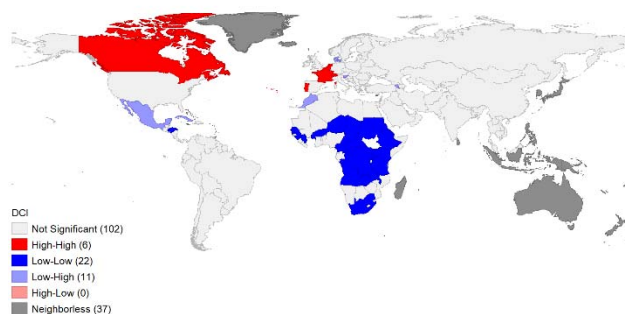 DCI
Not Significant (102)
High-High (6)
Low-Low (22)
Low-High (11)
High-Low (0)
Neighborless (37)